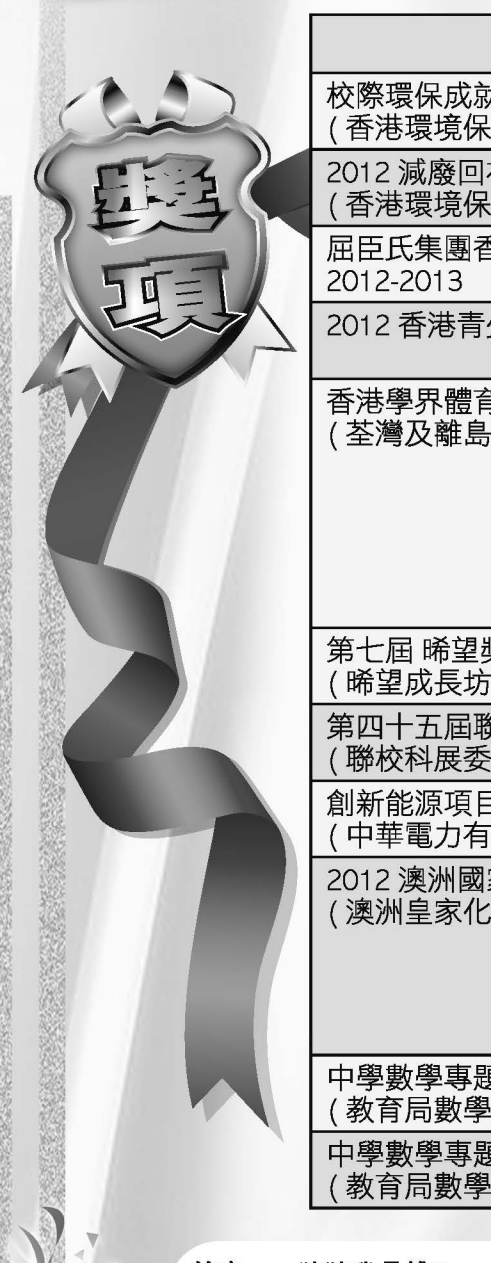 獎
項
校際環保成
( 香港環境保
2012 減廢回
( 香港環境保
屈臣氏集團香
2012-2013
2012 香港青
香港學界體
( 荃灣及離島
第七屆 晞望
( 晞望成長坊
第四十五屆
( 聯校科展委
創新能源項
( 中華電力有
2012 澳洲國
( 澳洲皇家化
中學數學專
( 教育局數學
中學數學專
( 教育局數學